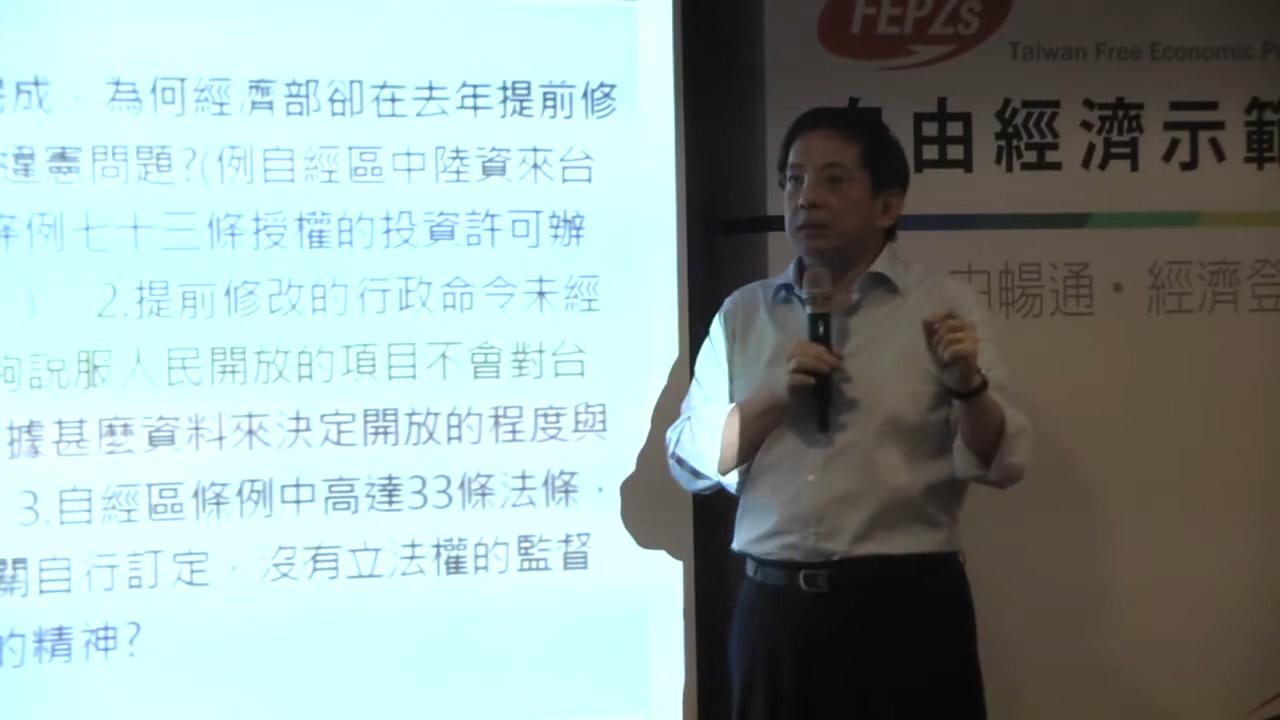 成，為何經濟部卻在去年提前修
違憲問題?(例自經區中陸資來台
例七十三條授權的投資許可辦
) 2.提前修改的行政命令未經
夠說服人民開放的項目不會對台
據甚麼資料來決定開放的程度與
3.自經區條例中高達33條法條，
關自行訂定，沒有立法權的監督
的精神?
FEPZs
Taiwan Free Economic
自由經濟示範
由暢通・經濟登